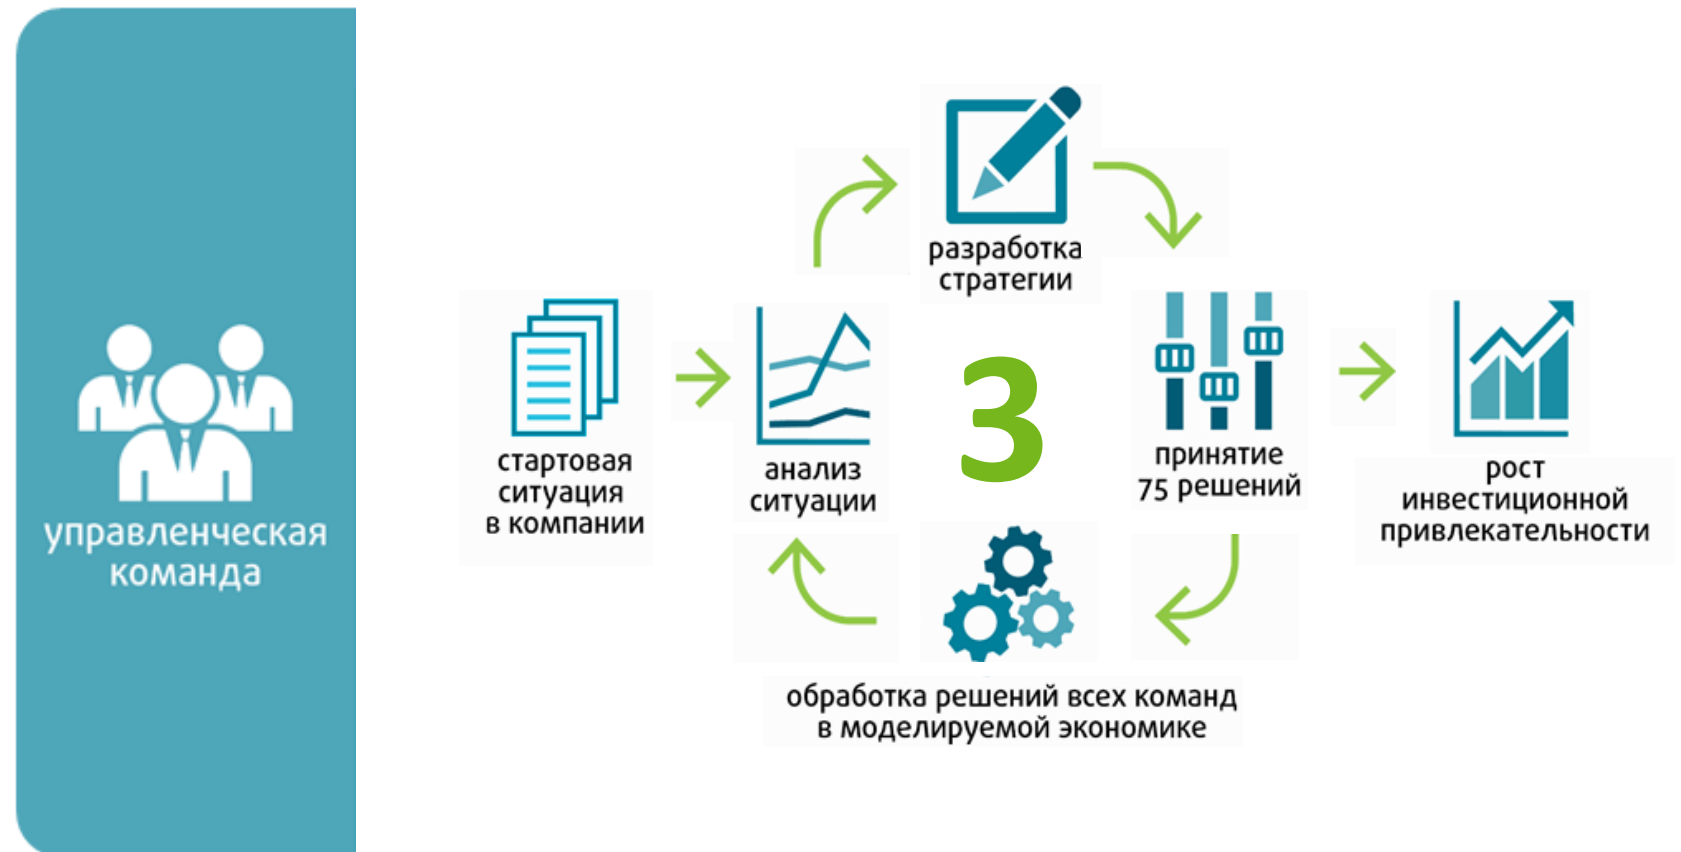 управленческая
команда
стартовая
ситуация
в компании
анализ
ситуации
разработка
стратегии
3
принятие
75 решений
обработка решений всех команд
в моделируемой экономике
рост
инвестиционной
привлекательности